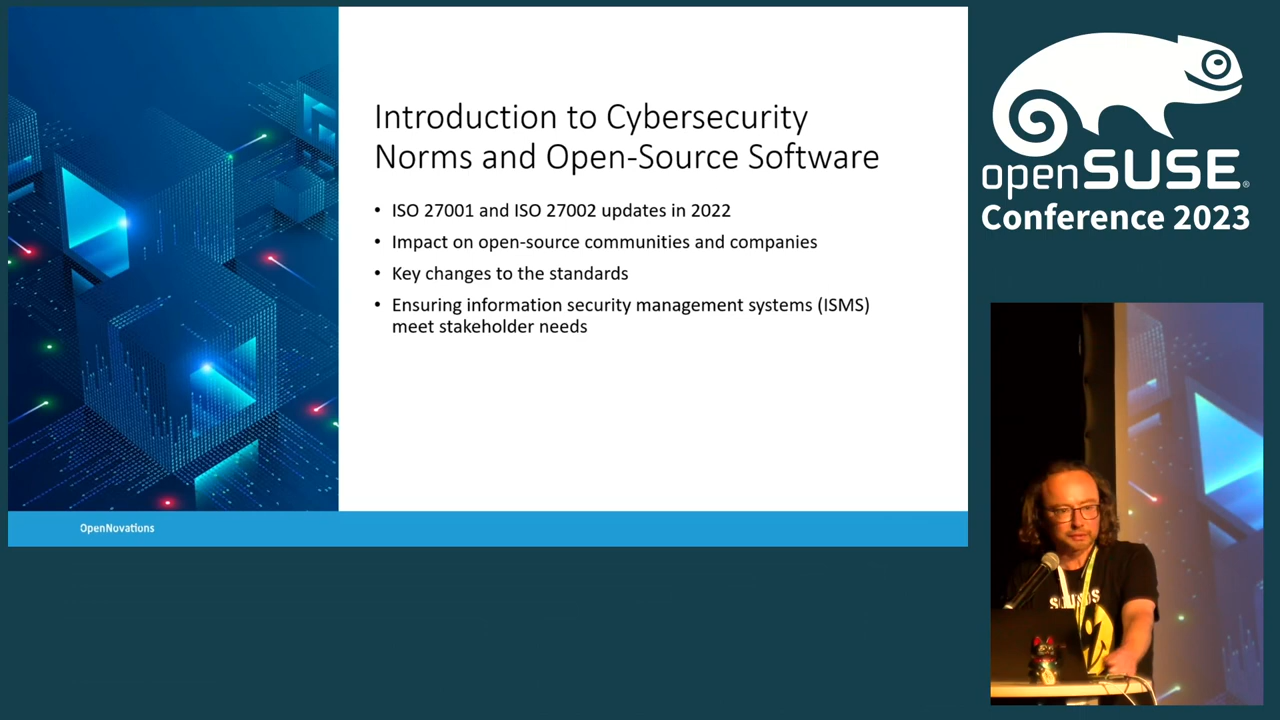 Introduction to Cybersecurity
Norms and Open-Source Software
• ISO 27001 and ISO 27002 updates in 2022
• Impact on open-source communities and companies
• Key changes to the standards
• Ensuring information security management systems (ISMS)
meet stakeholder needs
OpenNovations
openSUSE®
Conference 2023